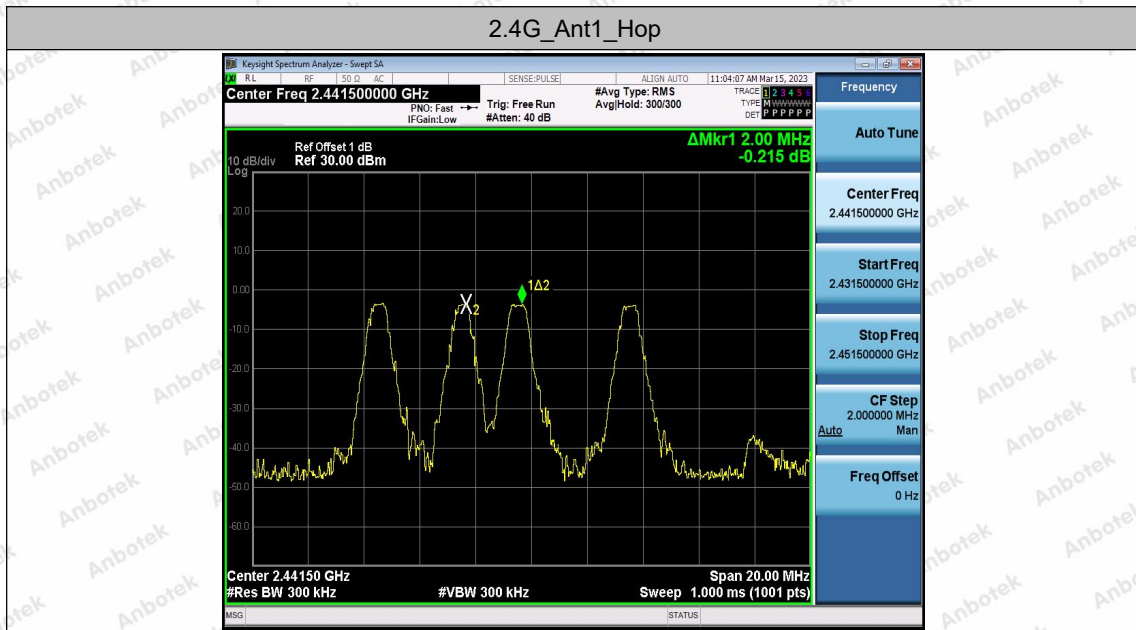 2.4G_Ant1_Hop
Keysight Spectrum Analyzer - Swept SA
RL RF 50 Ω AC SENSE:PULSE ALIGN AUTO 11:04:07 AM Mar 15, 2023
Center Freq 2.441500000 GHz
PNO: Fast
IFGain:Low
Trig: Free Run
#Atten: 40 dB
#Avg Type: RMS
Avg|Hold: 300/300
TRACE 1 2 3 4 5 6
TYPE MWWWWW
DET P P P P P P
Frequency
Auto Tune
Center Freq
2.441500000 GHz
Start Freq
2.431500000 GHz
Stop Freq
2.451500000 GHz
CF Step
2.000000 MHz
Auto Man
Freq Offset
0 Hz
ΔMkr1 2.00 MHz
-0.215 dB
Ref Offset 1 dB
10 dB/div Ref 30.00 dBm
Log
20.0
10.0
0.00
-10.0
-20.0
-30.0
-40.0
-50.0
-60.0
X2
1Δ2
Center 2.44150 GHz Span 20.00 MHz
#Res BW 300 kHz #VBW 300 kHz Sweep 1.000 ms (1001 pts)
MSG STATUS
Anbotek